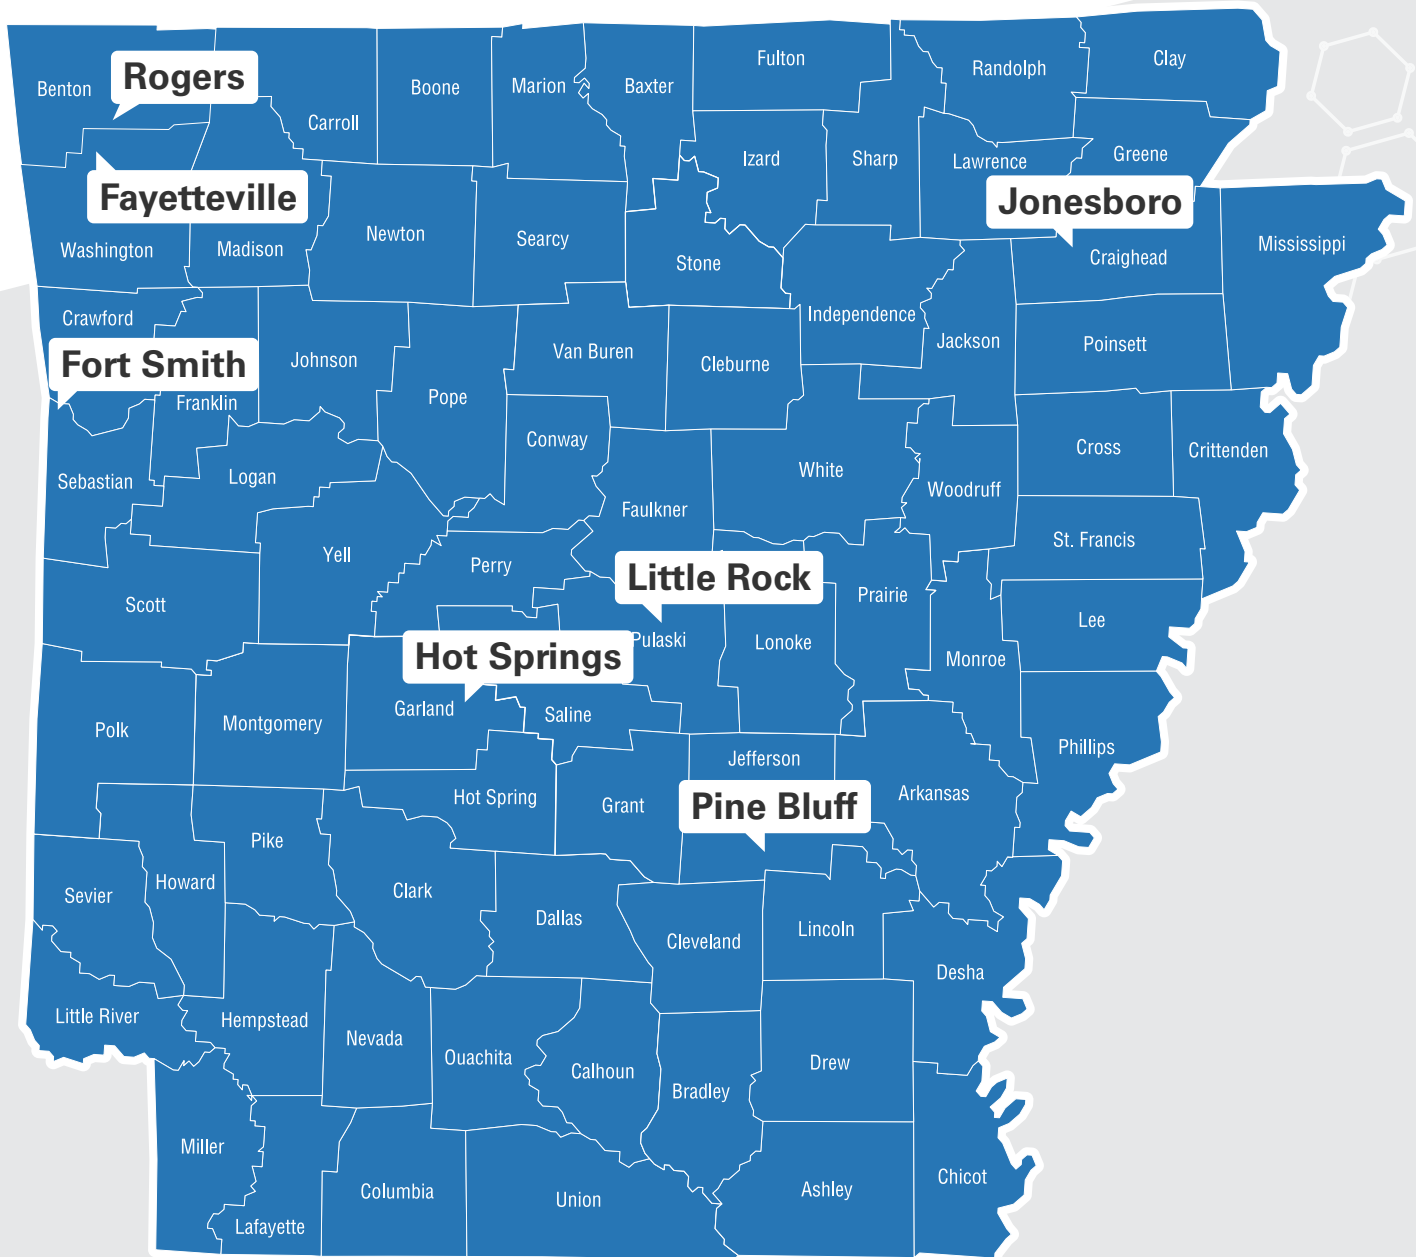 Fulton
Clay
Randolph
Rogers
Benton
Boone
Marion
Baxter
Carroll
Izard
Sharp
Lawrence
Greene
Fayetteville
Jonesboro
Washington
Madison
Newton
Searcy
Stone
Craighead
Mississippi
Crawford
Independence
Jackson
Poinsett
Fort Smith
Johnson
Van Buren
Cleburne
Franklin
Pope
Conway
Cross
Crittenden
Sebastian
Logan
White
Woodruff
Faulkner
St. Francis
Yell
Perry
Little Rock
Prairie
Scott
Lee
Pulaski
Lonoke
Monroe
Hot Springs
Garland
Saline
Polk
Montgomery
Phillips
Jefferson
Hot Spring
Grant
Pine Bluff
Arkansas
Pike
Howard
Sevier
Clark
Dallas
Cleveland
Lincoln
Desha
Little River
Hempstead
Nevada
Ouachita
Calhoun
Bradley
Drew
Miller
Columbia
Union
Ashley
Chicot
Lafayette